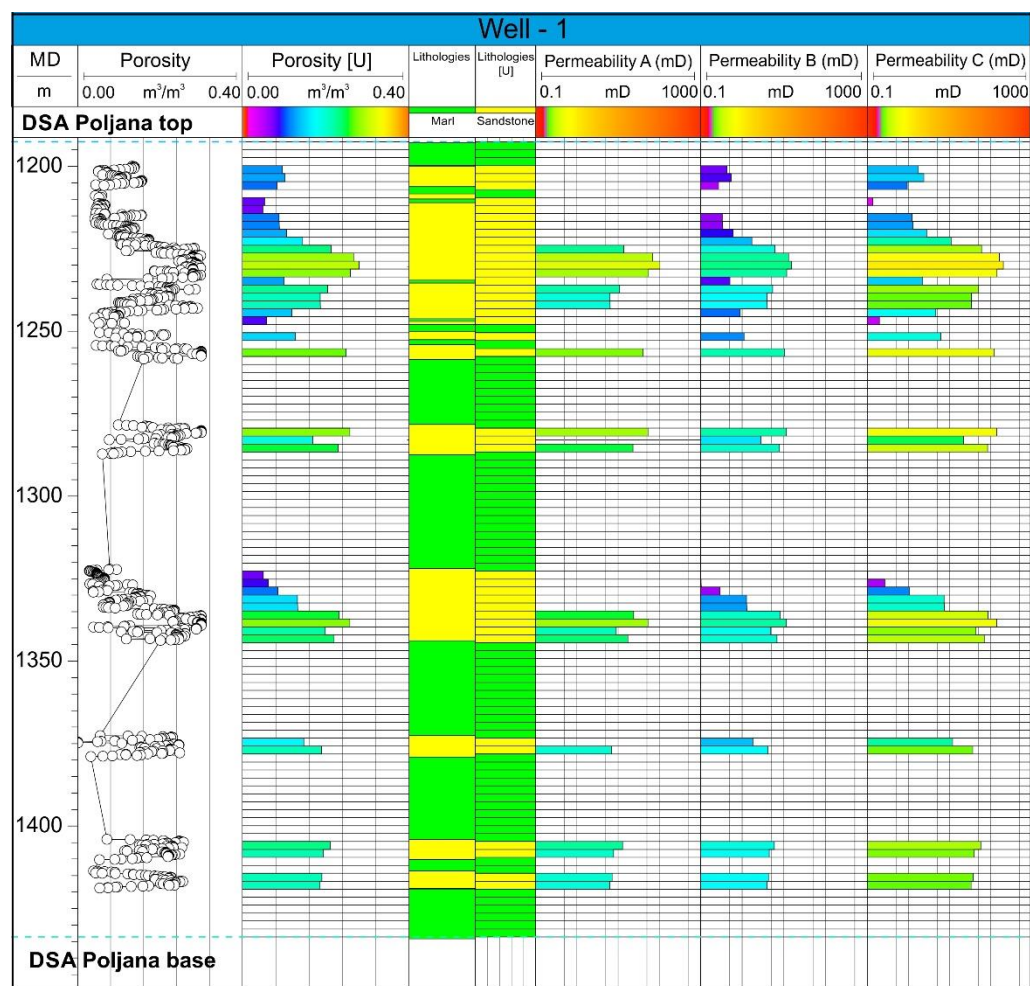 Well - 1
MD Porosity Porosity [U] Lithologies Lithologies Permeability A (mD) Permeability B (mD) Permeability C (mD)
[U]
m 0.00 m³/m³ 0.40 0.00 m³/m³ 0.40 0.1 mD 1000 0.1 mD 1000 0.1 mD 1000
DSA Poljana top Marl Sandstone
1200
1250
1300
1350
1400
DSA Poljana base